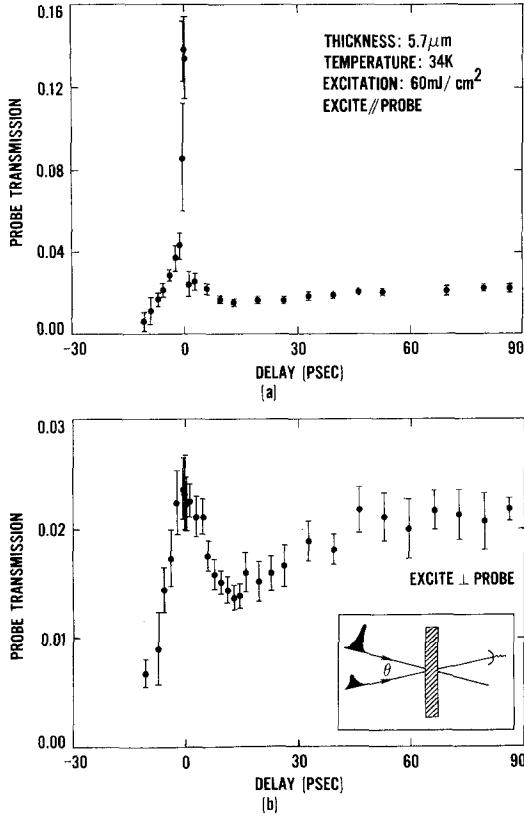 0.16
0.12
0.08
0.04
0.00
PROBE TRANSMISSION
THICKNESS: 5.7μm
TEMPERATURE: 34K
EXCITATION: 60mJ/cm²
EXCITE//PROBE
-30 0 30 60 90
DELAY (PSEC)
(a)
0.03
0.02
0.01
0.00
PROBE TRANSMISSION
EXCITE ⊥ PROBE
θ
-30 0 30 60 90
DELAY (PSEC)
(b)